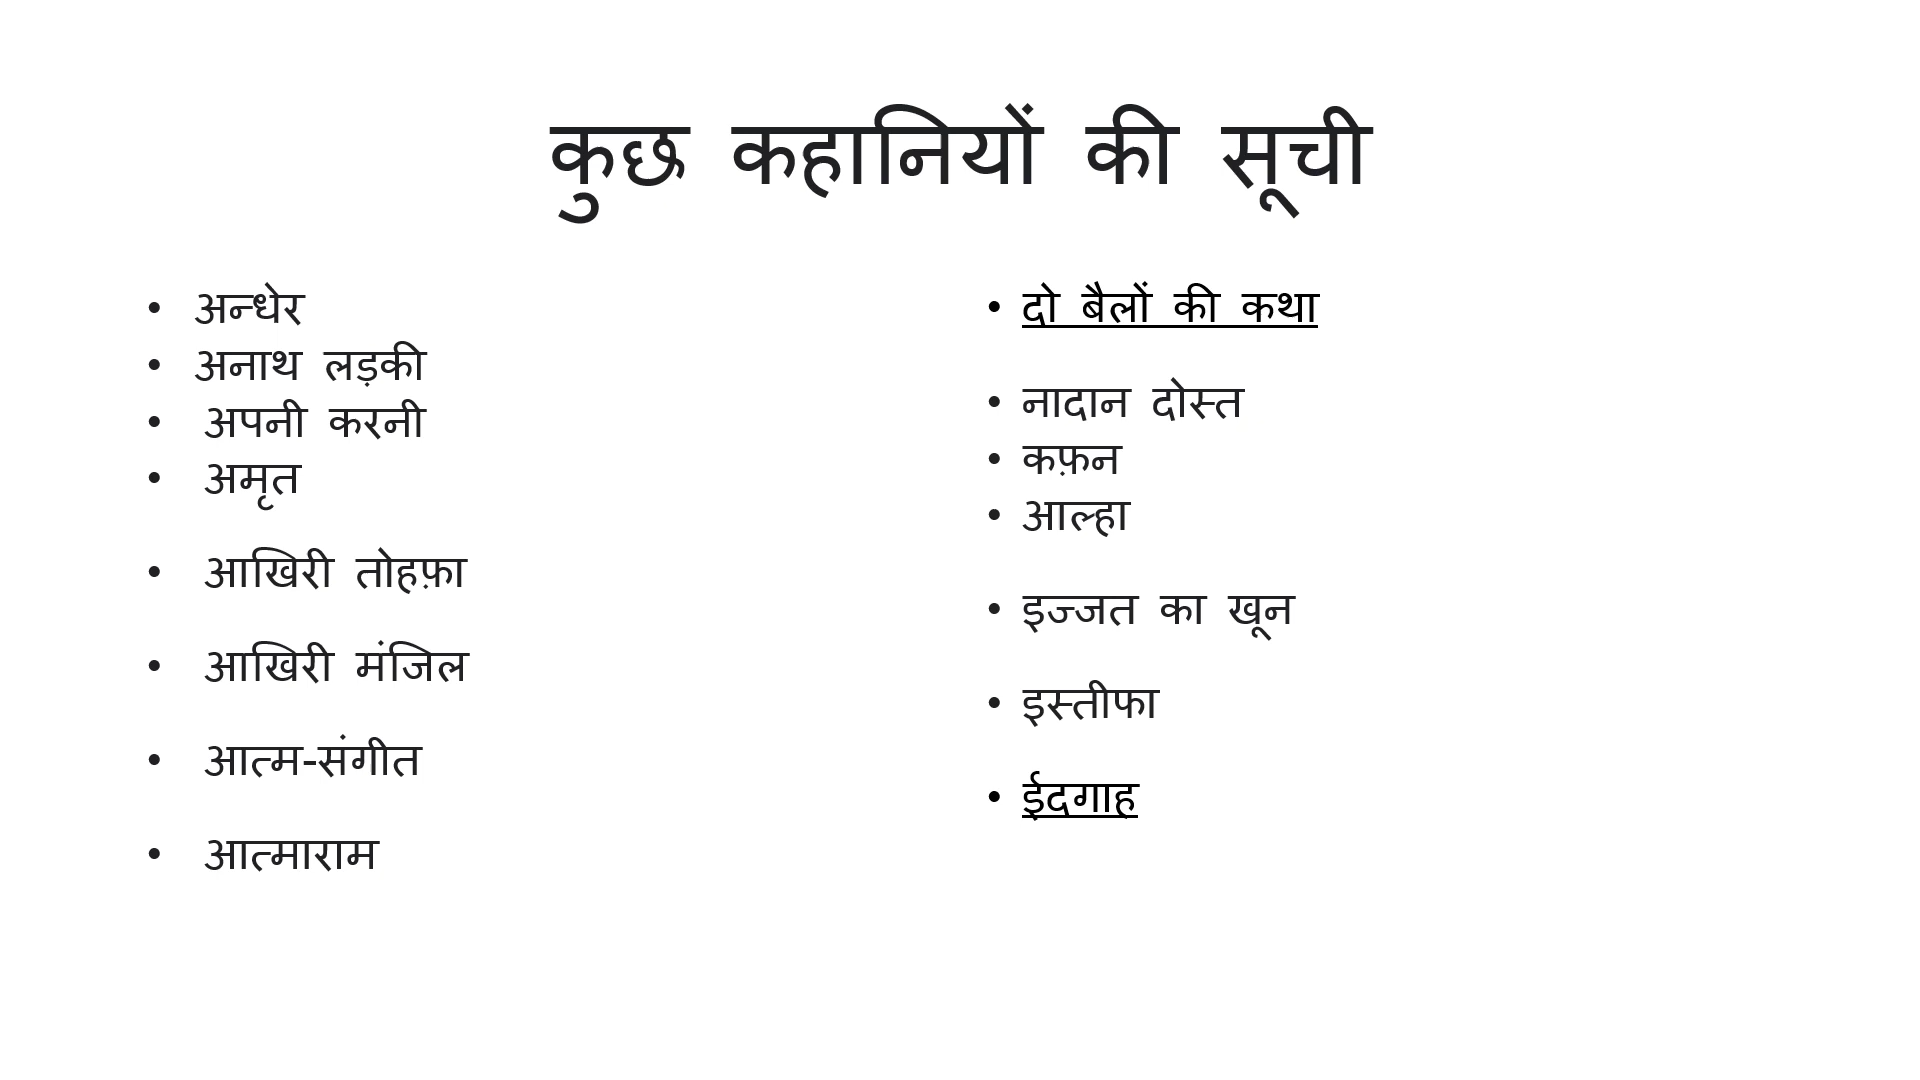 कुछ कहानियों की सूची
• अन्धेर
• अनाथ लड़की
• अपनी करनी
• अमृत
• आखिरी तोहफ़ा
• आखिरी मंजिल
• आत्म-संगीत
• आत्माराम
• दो बैलों की कथा
• नादान दोस्त
• कफ़न
• आल्हा
• इज्जत का खून
• इस्तीफा
• ईदगाह